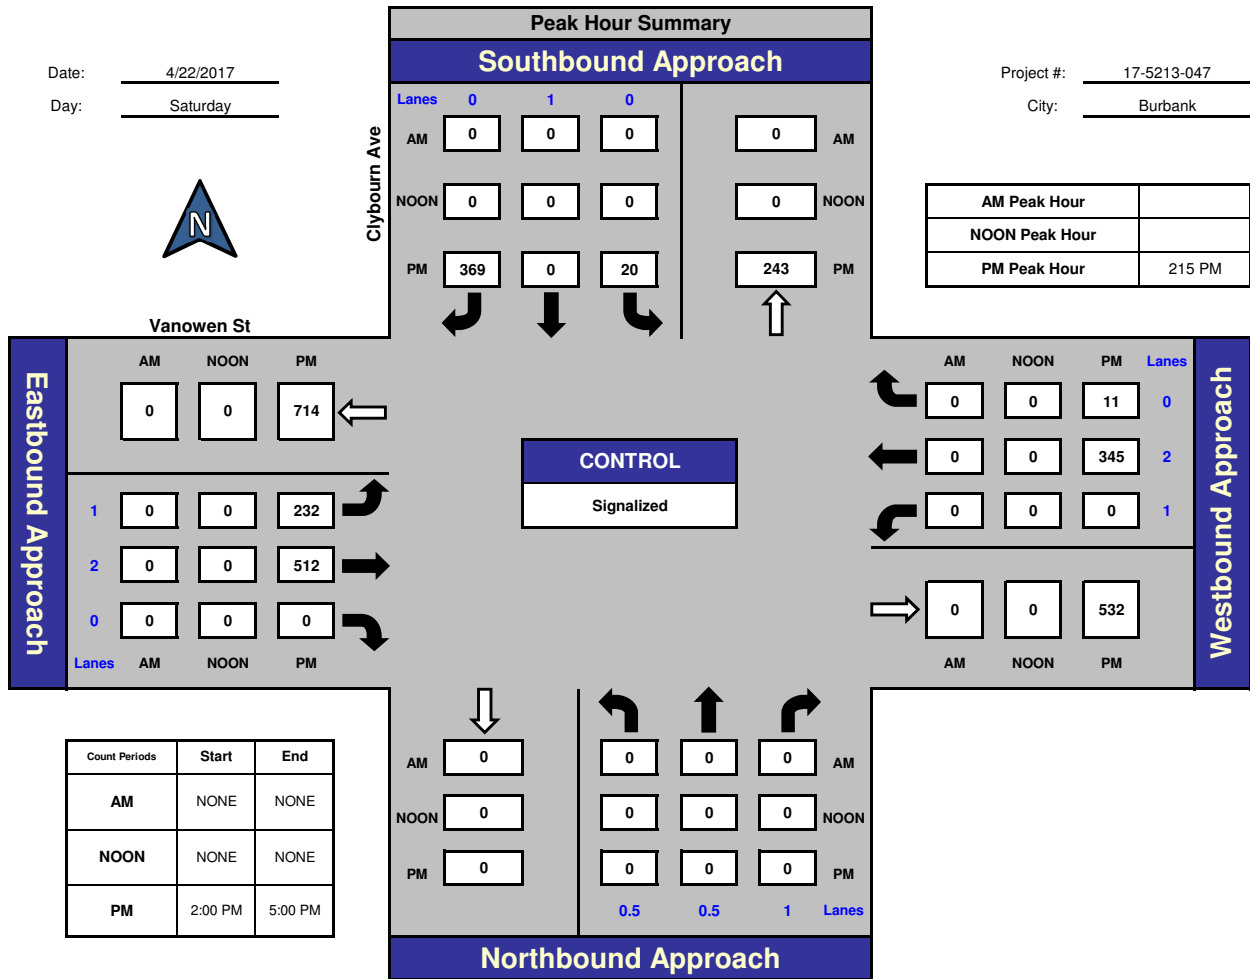 Peak Hour Summary
Southbound Approach
Date: 4/22/2017
Day: Saturday
Project #: 17-5213-047
City: Burbank
Lanes 0 1 0
AM 0 0 0 0 AM
NOON 0 0 0 0 NOON
PM 369 0 20 243 PM
Clybourn Ave
N
AM Peak Hour
NOON Peak Hour
PM Peak Hour 215 PM
Vanowen St
Eastbound Approach
AM NOON PM
0 0 714
1 0 0 232
2 0 0 512
0 0 0 0
Lanes AM NOON PM
CONTROL
Signalized
AM NOON PM Lanes
0 0 11 0
0 0 345 2
0 0 0 1
0 0 532
AM NOON PM
Westbound Approach
Count Periods Start End
AM NONE NONE
NOON NONE NONE
PM 2:00 PM 5:00 PM
AM 0 0 0 0 AM
NOON 0 0 0 0 NOON
PM 0 0 0 0 PM
0.5 0.5 1 Lanes
Northbound Approach